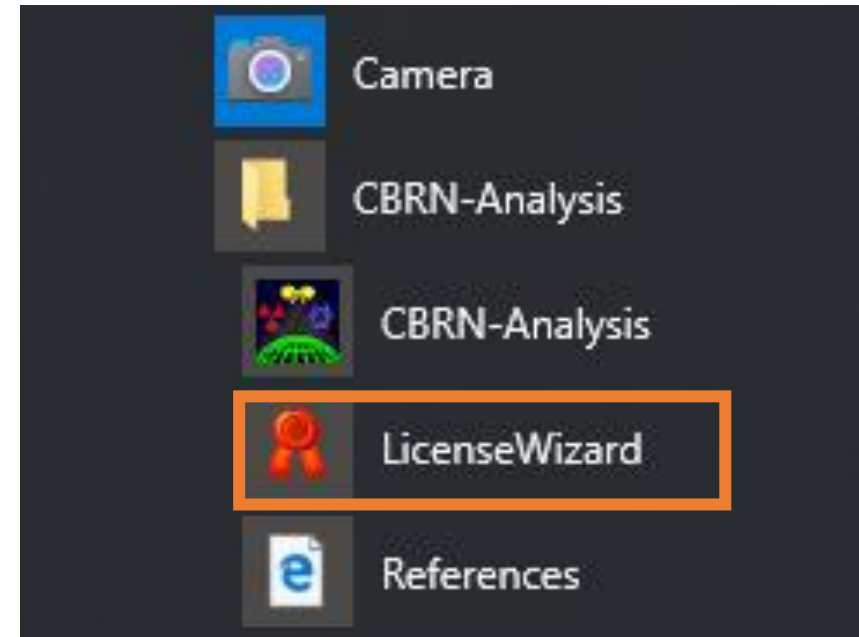 Camera
CBRN-Analysis
CBRN-Analysis
LicenseWizard
References